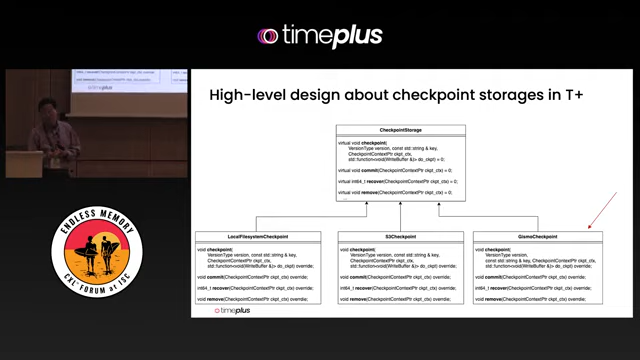 timeplus
High-level design about checkpoint storages in T+
CheckpointStorage
virtual void checkpoint(
VersionType version, const std::string & key,
CheckpointContextPtr ckpt_ctx,
std::function<void(WriteBuffer &)> do_ckpt) = 0;
virtual void commit(CheckpointContextPtr ckpt_ctx) = 0;
virtual int64_t recover(CheckpointContextPtr ckpt_ctx) = 0;
virtual void remove(CheckpointContextPtr ckpt_ctx) = 0;
...
LocalFilesystemCheckpoint
void checkpoint(
VersionType version, const std::string & key,
CheckpointContextPtr ckpt_ctx,
std::function<void(WriteBuffer &)> do_ckpt) override;
void commit(CheckpointContextPtr ckpt_ctx) override;
int64_t recover(CheckpointContextPtr ckpt_ctx) override;
void remove(CheckpointContextPtr ckpt_ctx) override;
S3Checkpoint
void checkpoint(
VersionType version, const std::string & key,
CheckpointContextPtr ckpt_ctx,
std::function<void(WriteBuffer &)> do_ckpt) override;
void commit(CheckpointContextPtr ckpt_ctx) override;
int64_t recover(CheckpointContextPtr ckpt_ctx) override;
void remove(CheckpointContextPtr ckpt_ctx) override;
GismoCheckpoint
void checkpoint(
VersionType version,
const std::string & key, CheckpointContextPtr ckpt_ctx,
std::function<void(WriteBuffer &)> do_ckpt) override;
void commit(CheckpointContextPtr ckpt_ctx) override;
int64_t recover(CheckpointContextPtr ckpt_ctx) override;
void remove(CheckpointContextPtr ckpt_ctx) override;
timeplus
ENDLESS MEMORY
CXL™ FORUM at ISC
timeplus